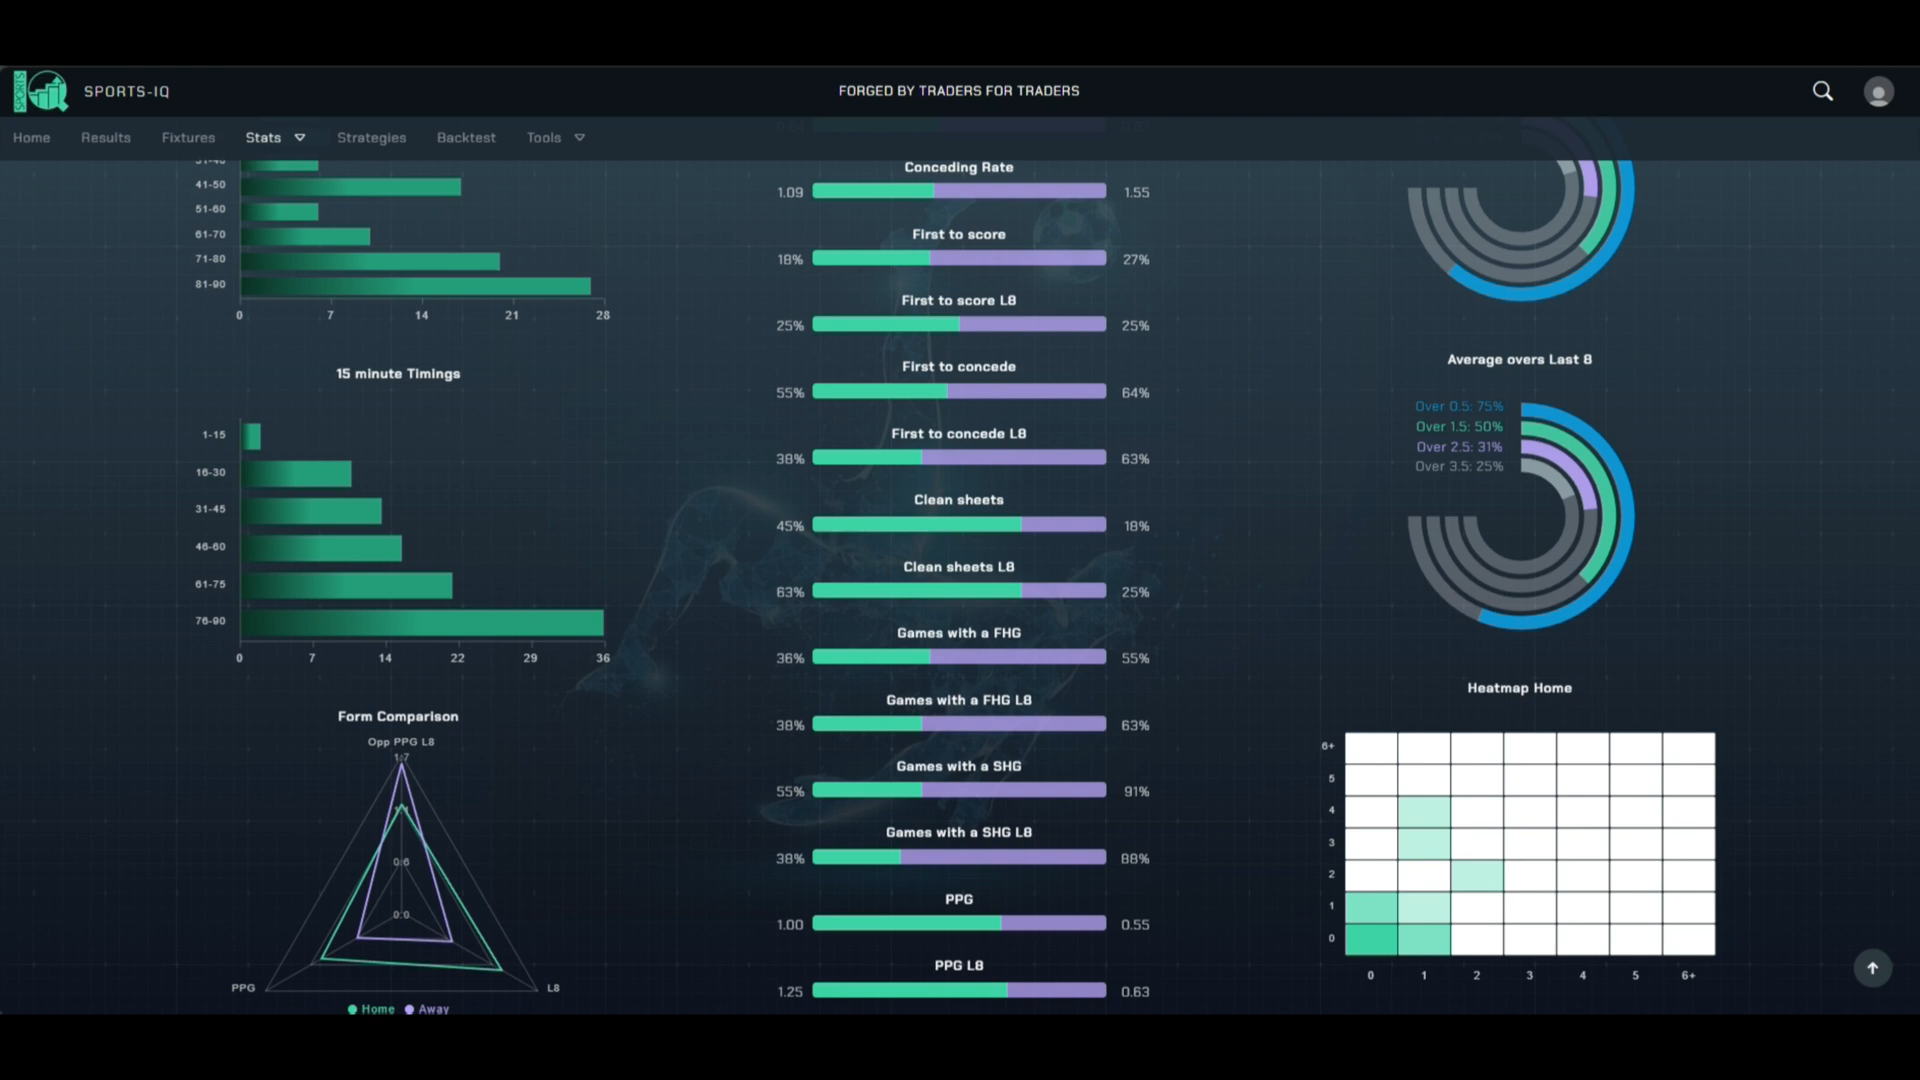 SPORTS
SPORTS-IQ
FORGED BY TRADERS FOR TRADERS
Home Results Fixtures Stats Strategies Backtest Tools
31-40
41-50
51-60
61-70
71-80
81-90
0 7 14 21 28
15 minute Timings
1-15
16-30
31-45
46-60
61-75
76-90
0 7 14 22 29 36
Form Comparison
Opp PPG L8
1.7
0.6
0.0
PPG L8
Home Away
Conceding Rate
1.09 1.55
First to score
18% 27%
First to score L8
25% 25%
First to concede
55% 64%
First to concede L8
38% 63%
Clean sheets
45% 18%
Clean sheets L8
63% 25%
Games with a FHG
36% 55%
Games with a FHG L8
38% 63%
Games with a SHG
55% 91%
Games with a SHG L8
38% 88%
PPG
1.00 0.55
PPG L8
1.25 0.63
Average overs Last 8
Over 0.5: 75%
Over 1.5: 50%
Over 2.5: 31%
Over 3.5: 25%
Heatmap Home
6+
5
4
3
2
1
0
0 1 2 3 4 5 6+